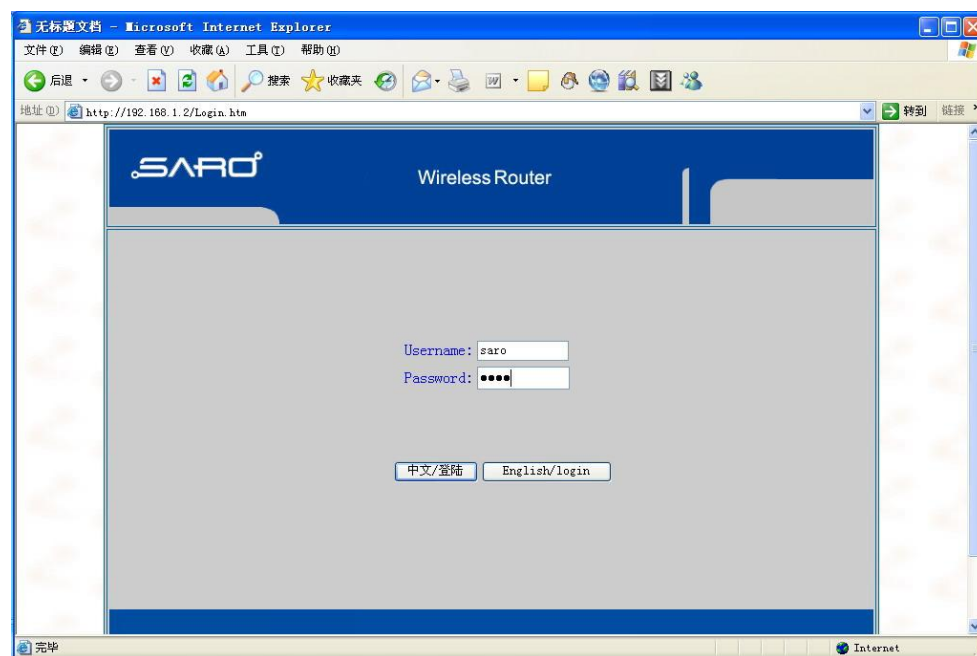 无标题文档 - Microsoft Internet Explorer
文件(F) 编辑(E) 查看(V) 收藏(A) 工具(T) 帮助(H)
后退 搜索 收藏夹
地址(D) http://192.168.1.2/Login.htm 转到 链接 »
SARO
Wireless Router
Username: saro
Password: ●●●●
中文/登陆 English/login
完毕 Internet